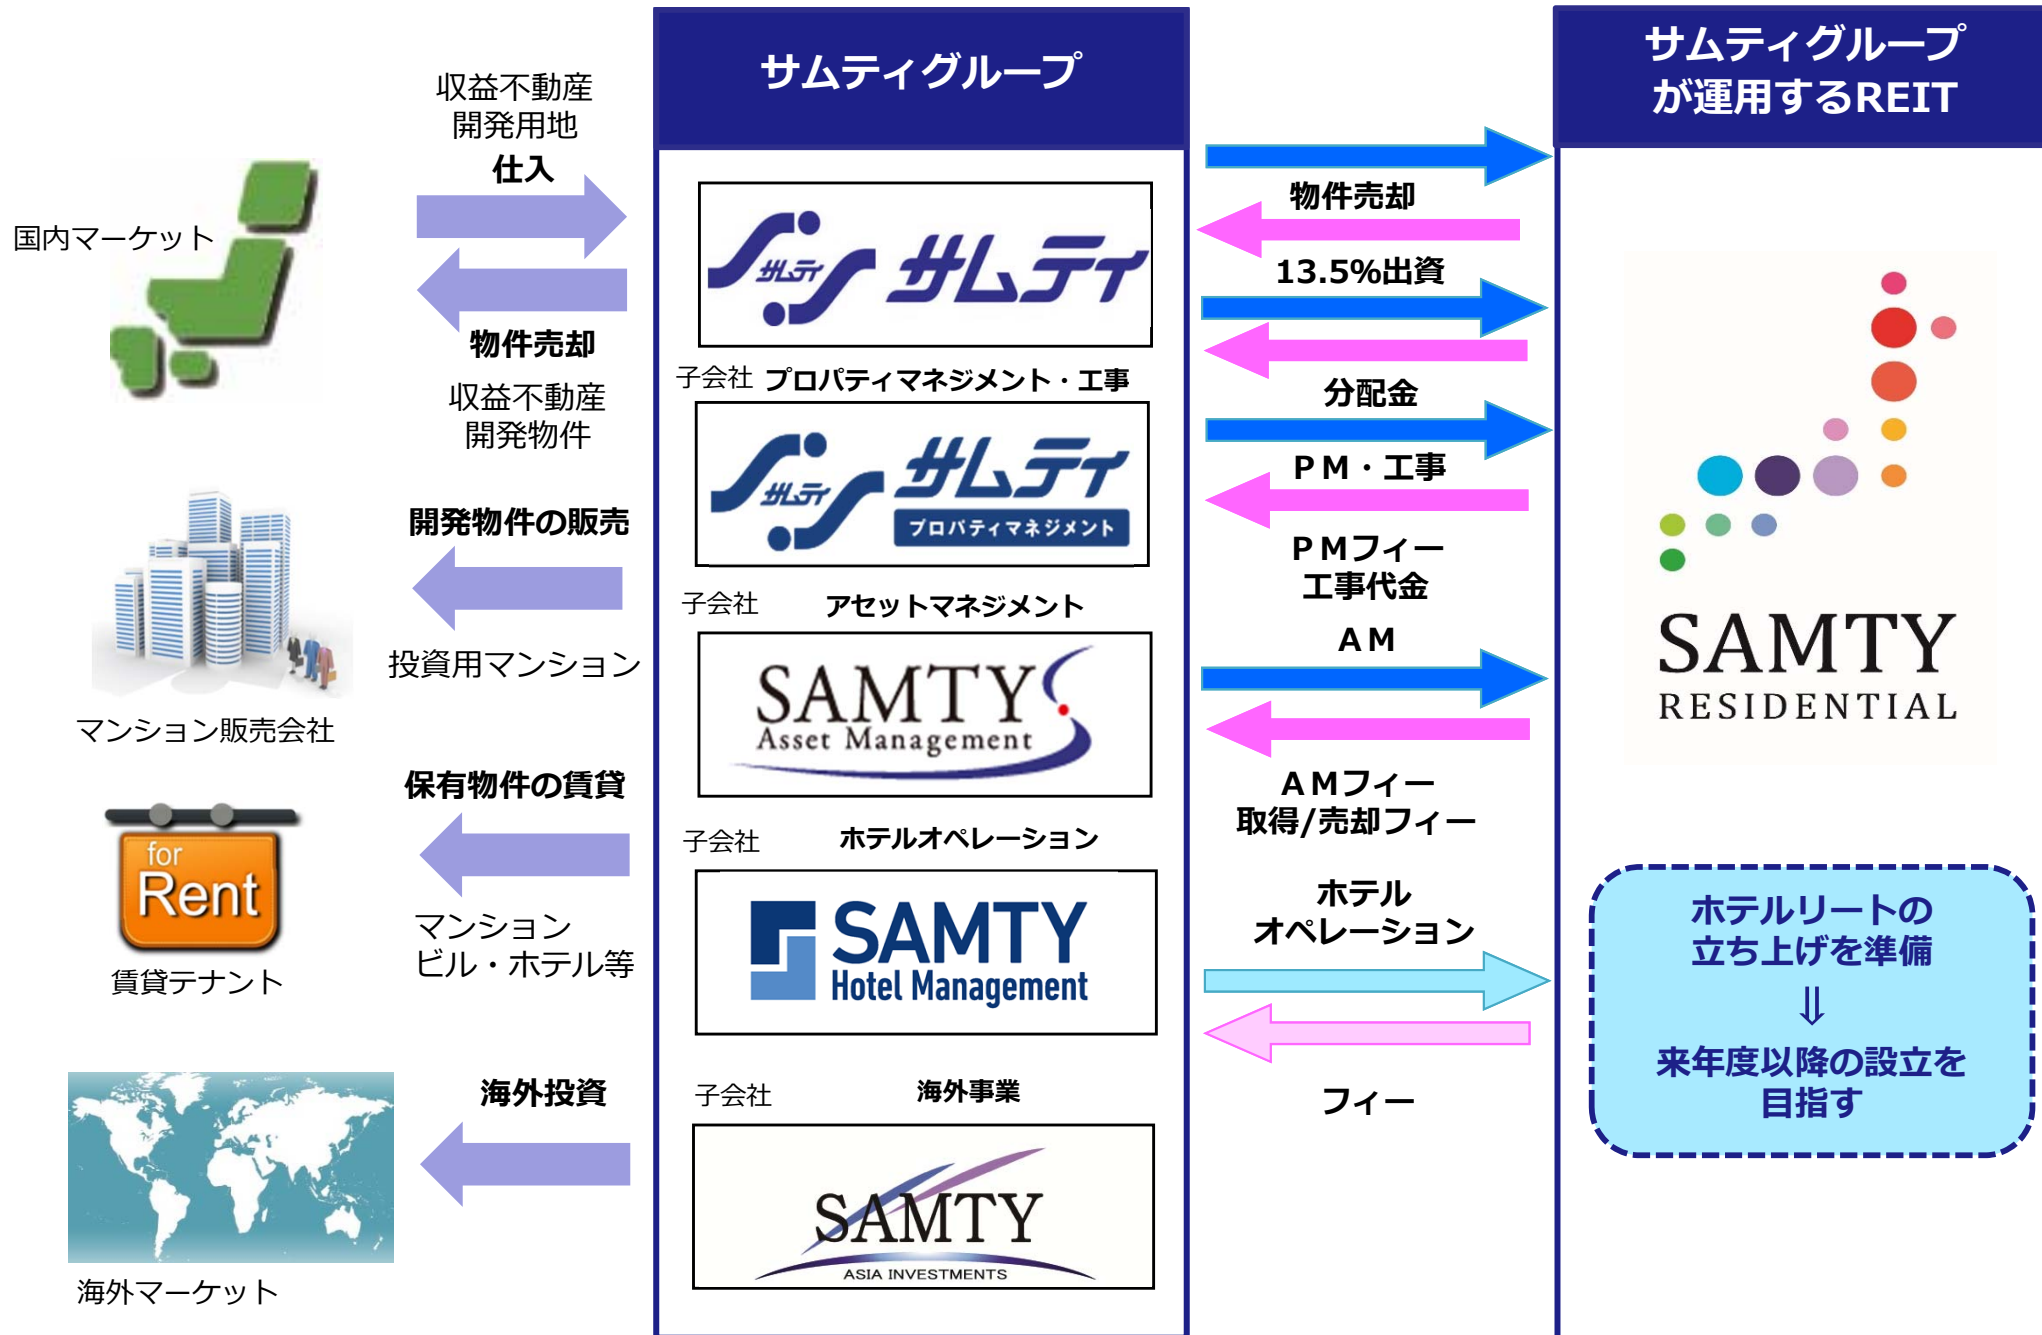 サムティグループ
サムティグループ
が運用するREIT
収益不動産
開発用地
仕入
国内マーケット
物件売却
収益不動産
開発物件
開発物件の販売
投資用マンション
マンション販売会社
保有物件の賃貸
for
Rent
マンション
ビル・ホテル等
賃貸テナント
海外投資
海外マーケット
サムティ サムティ
子会社 プロパティマネジメント・工事
サムティ サムティ
プロパティマネジメント
子会社 アセットマネジメント
SAMTY
Asset Management
子会社 ホテルオペレーション
SAMTY
Hotel Management
子会社 海外事業
SAMTY
ASIA INVESTMENTS
物件売却
13.5%出資
分配金
ＰＭ・工事
ＰＭフィー
工事代金
ＡＭ
ＡＭフィー
取得/売却フィー
ホテル
オペレーション
フィー
SAMTY
RESIDENTIAL
ホテルリートの
立ち上げを準備
⇓
来年度以降の設立を
目指す